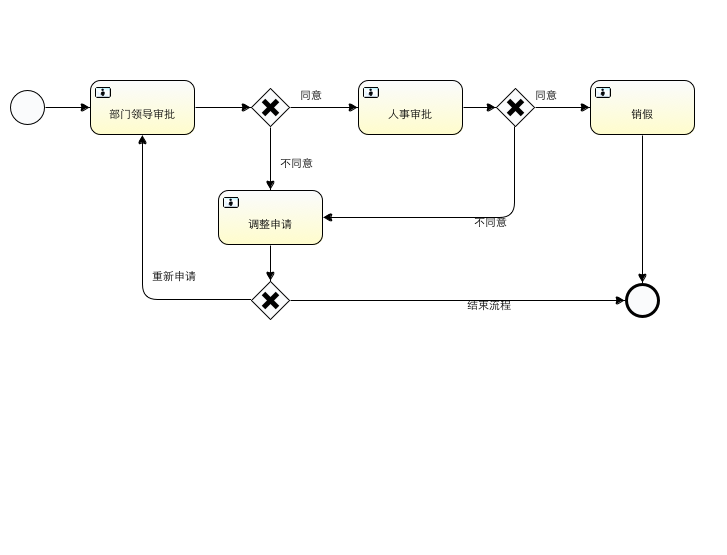 同意
同意
部门领导审批
人事审批
销假
不同意
调整申请
不同意
重新申请
结束流程